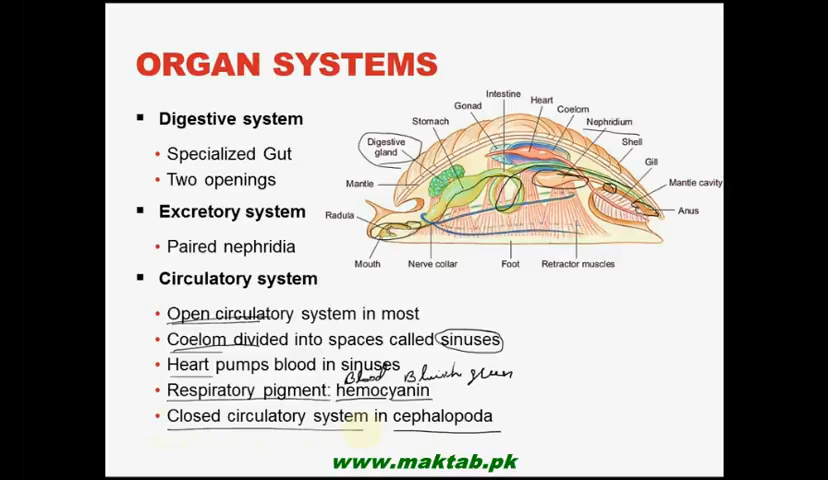 ORGAN SYSTEMS
Digestive system
Specialized Gut
Two openings
Excretory system
Paired nephridia
Circulatory system
Open circulatory system in most
Coelom divided into spaces called sinuses
Heart pumps blood in sinuses
Blood Bluish green
Respiratory pigment: hemocyanin
Closed circulatory system in cephalopoda
Intestine
Gonad
Heart
Stomach
Coelom
Nephridium
Digestive gland
Shell
Gill
Mantle
Mantle cavity
Radula
Anus
Mouth
Nerve collar
Foot
Retractor muscles
www.maktab.pk